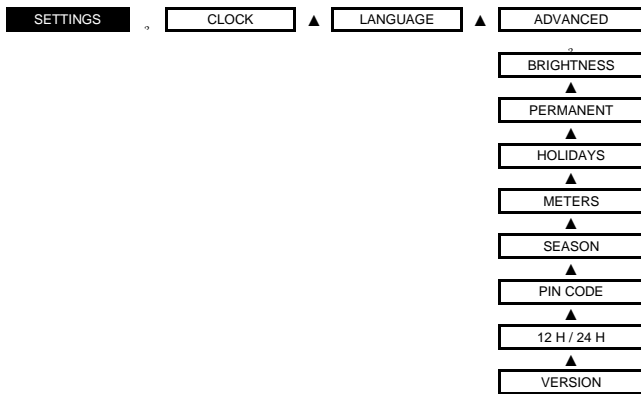 SETTINGS CLOCK ▲ LANGUAGE ▲ ADVANCED
BRIGHTNESS
▲
PERMANENT
▲
HOLIDAYS
▲
METERS
▲
SEASON
▲
PIN CODE
▲
12 H / 24 H
▲
VERSION